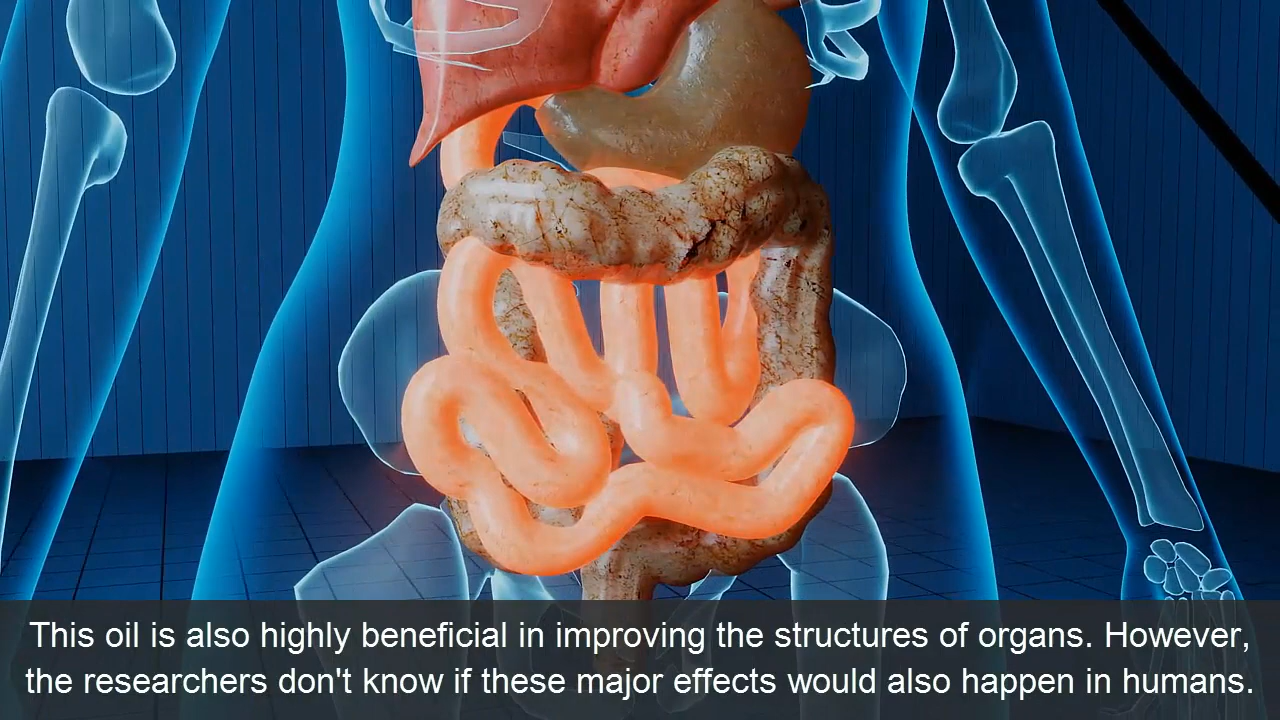 This oil is also highly beneficial in improving the structures of organs. However,
the researchers don't know if these major effects would also happen in humans.